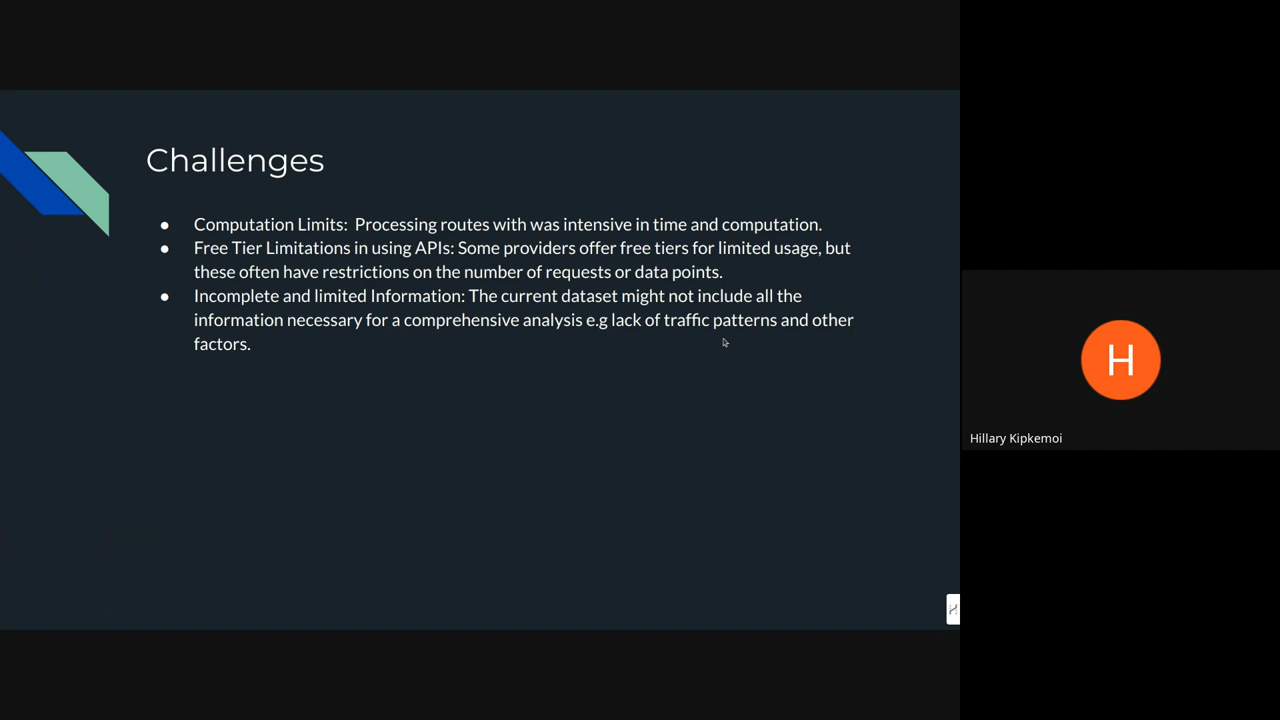 Challenges
● Computation Limits:  Processing routes with was intensive in time and computation.
● Free Tier Limitations in using APIs: Some providers offer free tiers for limited usage, but
these often have restrictions on the number of requests or data points.
● Incomplete and limited Information: The current dataset might not include all the
information necessary for a comprehensive analysis e.g lack of traffic patterns and other
factors.
H
Hillary Kipkemoi